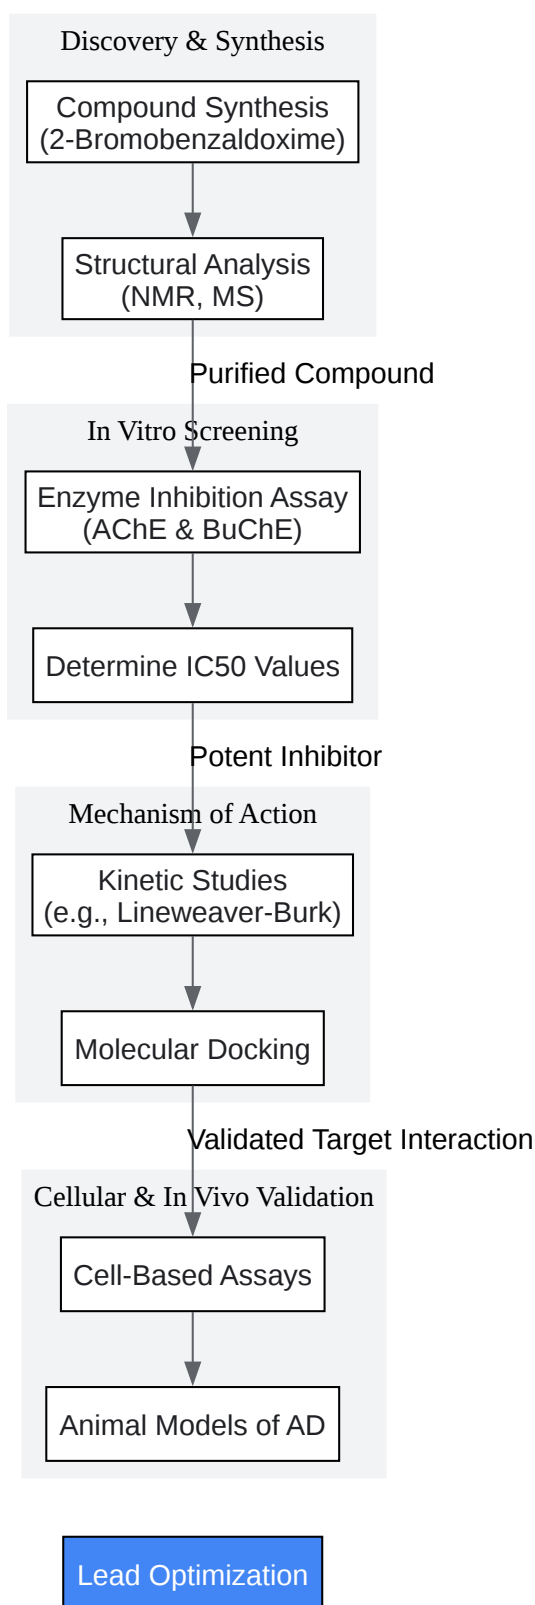 Discovery & Synthesis
Compound Synthesis
(2-Bromobenzaldoxime)
Structural Analysis
(NMR, MS)
Purified Compound
In Vitro Screening
Enzyme Inhibition Assay
(AChE & BuChE)
Determine IC50 Values
Potent Inhibitor
Mechanism of Action
Kinetic Studies
(e.g., Lineweaver-Burk)
Molecular Docking
Validated Target Interaction
Cellular & In Vivo Validation
Cell-Based Assays
Animal Models of AD
Lead Optimization